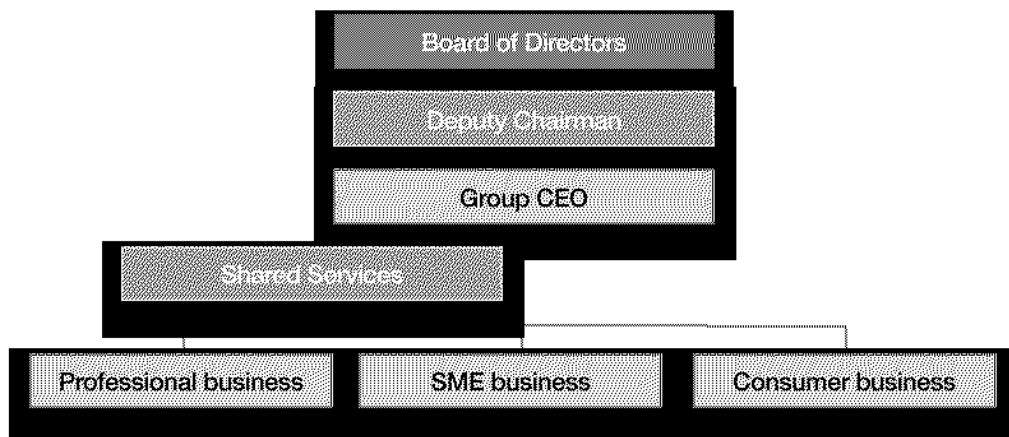 Board of Directors
Deputy Chairman
Group CEO
Shared Services
Professional business
SME business
Consumer business